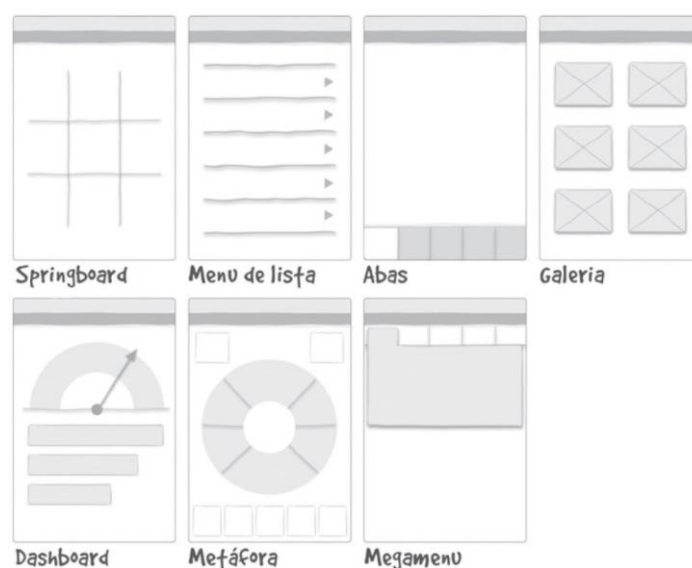 Springboard
Menu de lista
Abas
Galeria
Dashboard
Metáfora
Megamenu